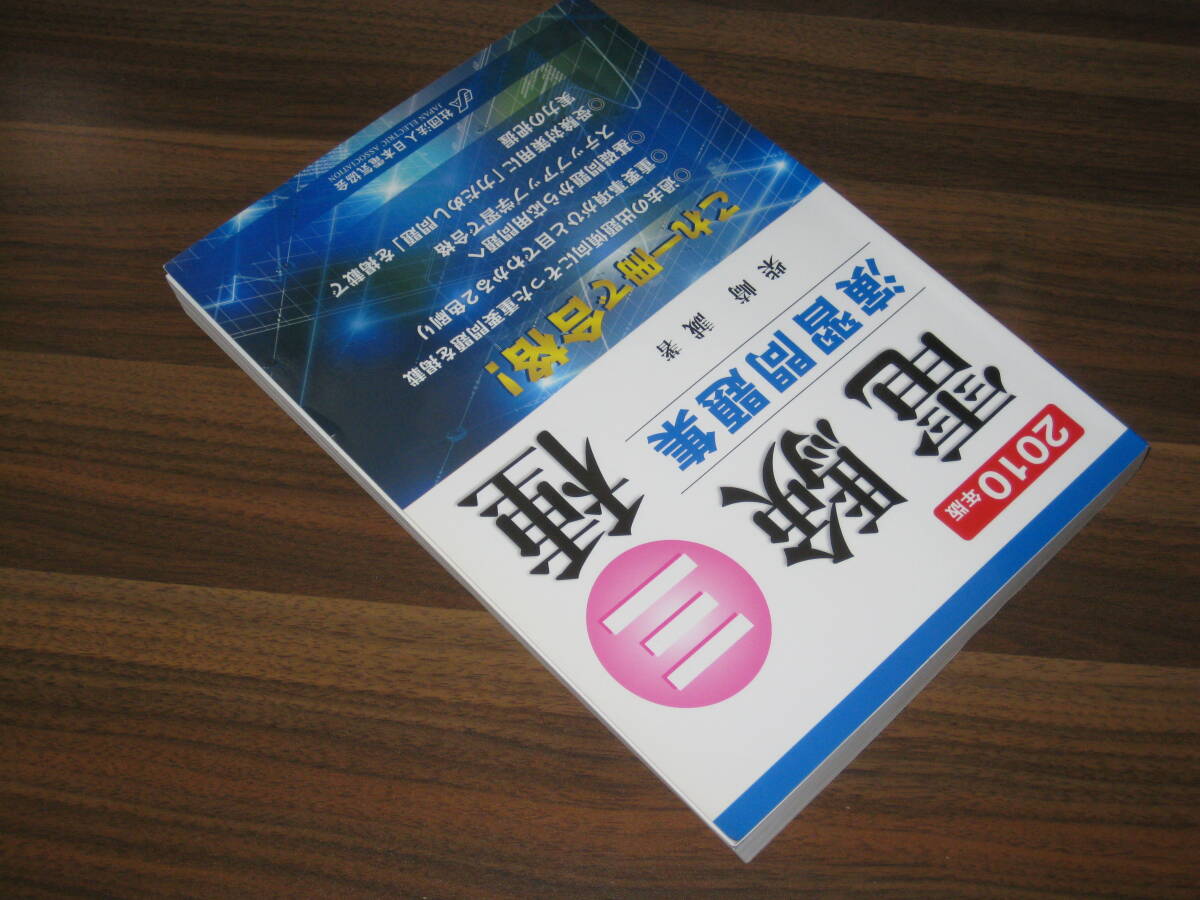 2010年版
電験三種
演習問題集
柴崎 誠 著
これ一冊で合格!
◎過去の出題傾向にそった重要問題を掲載
◎重要事項がひと目でわかる2色刷り
◎基礎問題から応用問題へ
ステップアップ学習で合格
◎受験対策用に「力だめし問題」を掲載で
実力の把握
社団法人 日本電気協会
JAPAN ELECTRIC ASSOCIATION